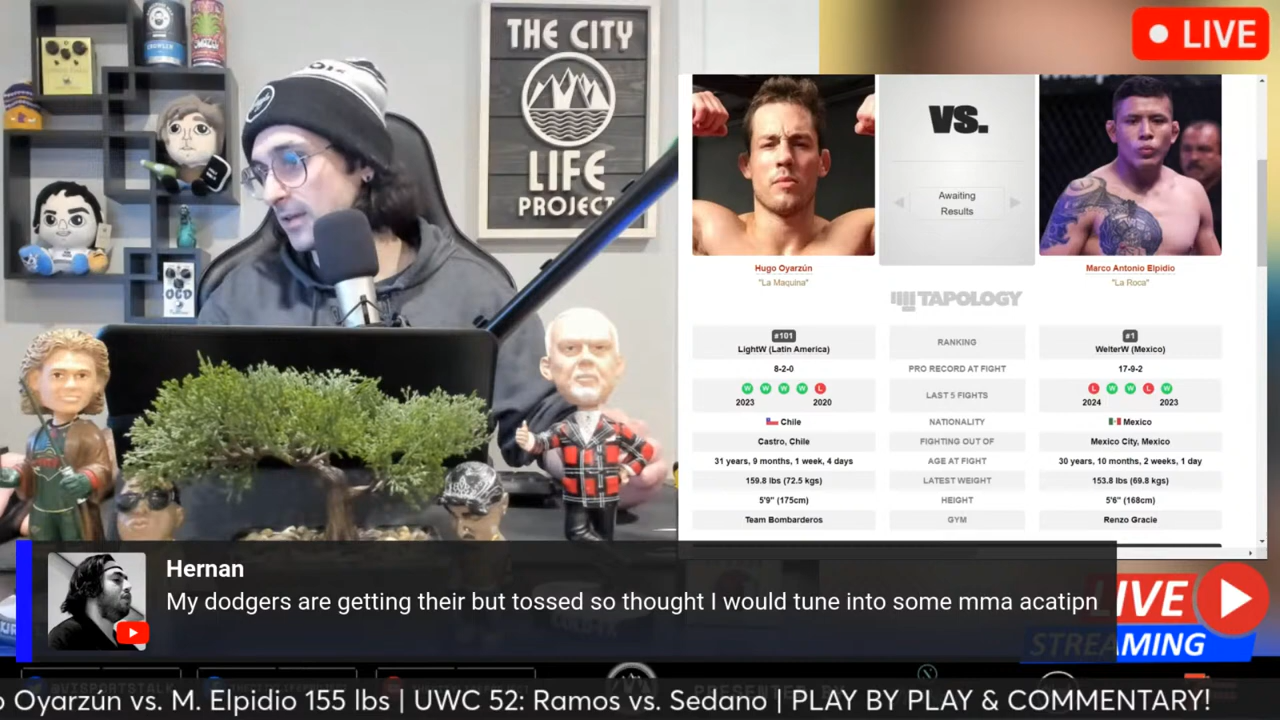 LIVE
THE CITY
LIFE
PROJECT
CRAWLER
OCD
VS.
Awaiting
Results
Hugo Oyarzún
"La Maquina"
Marco Antonio Elpidio
"La Roca"
TAPOLOGY
#101
LightW (Latin America)
RANKING
#1
WelterW (Mexico)
8-2-0
PRO RECORD AT FIGHT
17-9-2
W W W W L
2023 2020
LAST 5 FIGHTS
L W W L W
2024 2023
Chile
NATIONALITY
Mexico
Castro, Chile
FIGHTING OUT OF
Mexico City, Mexico
31 years, 9 months, 1 week, 4 days
AGE AT FIGHT
30 years, 10 months, 2 weeks, 1 day
159.8 lbs (72.5 kgs)
LATEST WEIGHT
153.8 lbs (69.8 kgs)
5'9" (175cm)
HEIGHT
5'6" (168cm)
Team Bombarderos
GYM
Renzo Gracie
Hernan
My dodgers are getting their but tossed so thought I would tune into some mma acatipn
LIVE
STREAMING
o Oyarzún vs. M. Elpidio 155 lbs | UWC 52: Ramos vs. Sedano | PLAY BY PLAY & COMMENTARY!